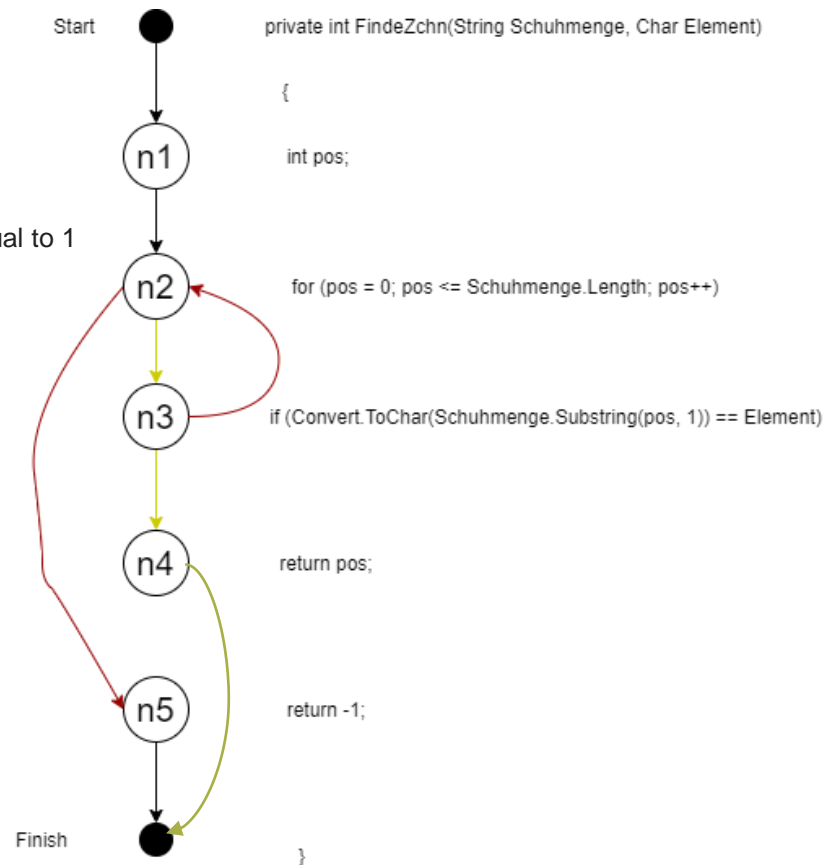 Start
private int FindeZchn(String Schuhmenge, Char Element)
{
n1
int pos;
ual to 1
n2
for (pos = 0; pos <= Schuhmenge.Length; pos++)
n3
if (Convert.ToChar(Schuhmenge.Substring(pos, 1)) == Element)
n4
return pos;
n5
return -1;
Finish
}